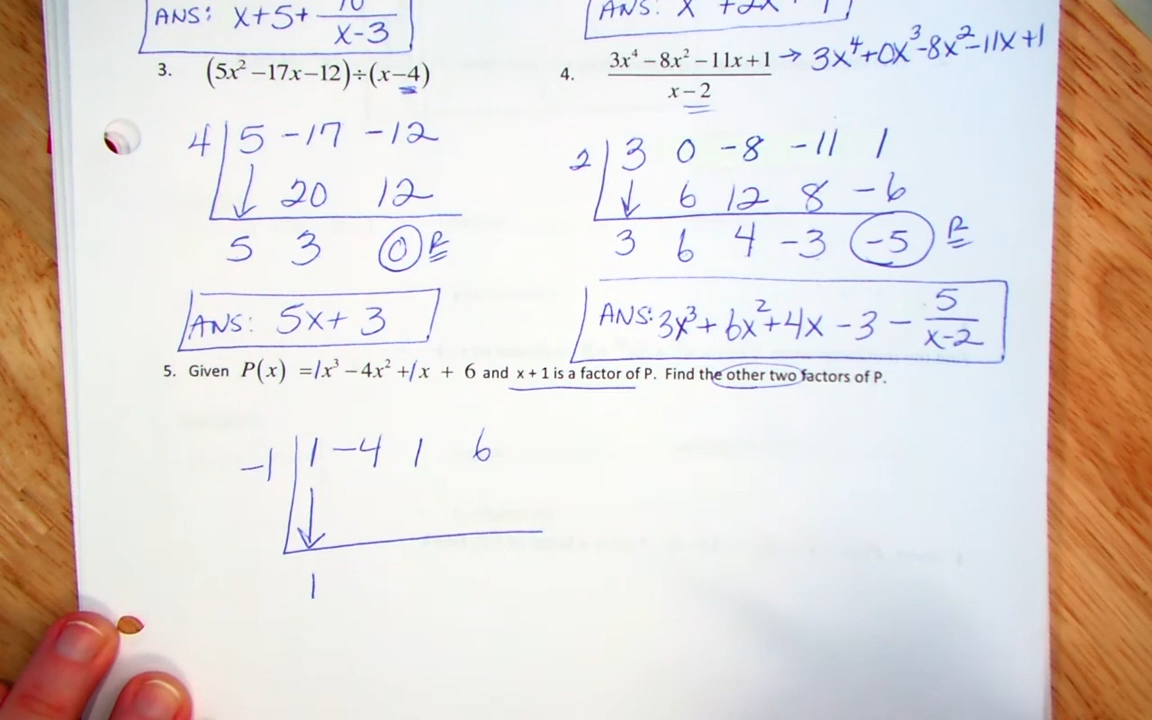 ANS: x+5+ 10/x-3
ANS: x +2x
3. (5x² −17x−12)÷(x−4)
4. 3x⁴ −8x² −11x+1 / x−2 → 3x⁴+0x³-8x²-11x+1
4 5 -17 -12
20 12
5 3 0 R
2 3 0 -8 -11 1
6 12 8 -6
3 6 4 -3 -5 R
ANS: 5x+3
ANS: 3x³+6x²+4x-3- 5/x-2
5. Given P(x) = 1x³ − 4x² + 1x + 6 and x + 1 is a factor of P. Find the other two factors of P.
-1 1 -4 1 6
1